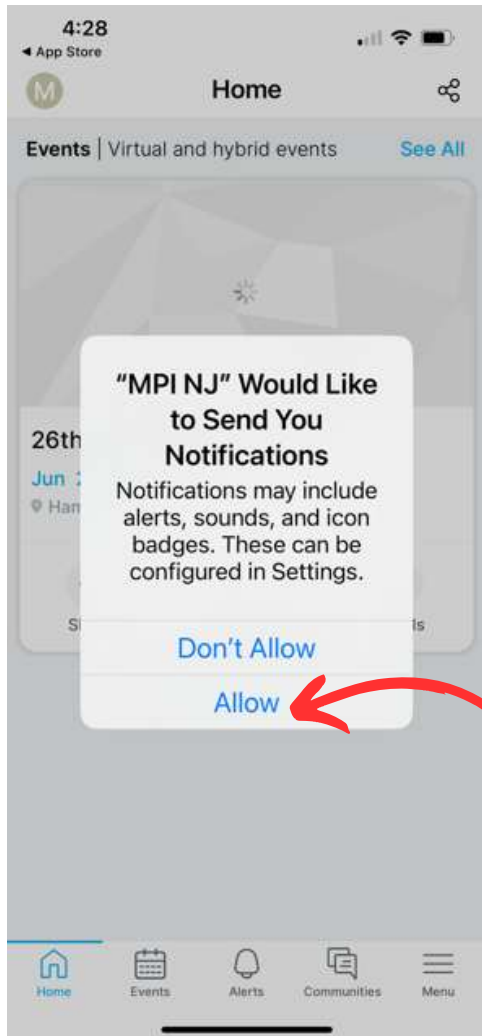 4:28
◀ App Store
M
Home
Events | Virtual and hybrid events See All
26th
Jun
Han
“MPI NJ” Would Like
to Send You
Notifications
Notifications may include
alerts, sounds, and icon
badges. These can be
configured in Settings.
Don’t Allow
Allow
Home Events Alerts Communities Menu